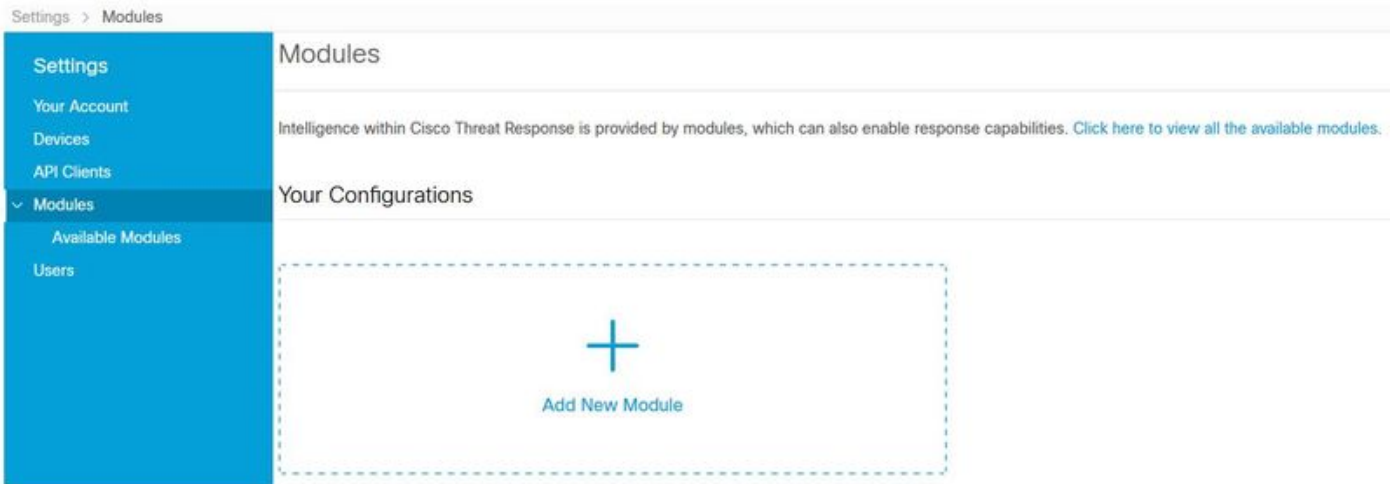 Settings > Modules
Settings
Your Account
Devices
API Clients
Modules
Available Modules
Users
Modules
Intelligence within Cisco Threat Response is provided by modules, which can also enable response capabilities. Click here to view all the available modules.
Your Configurations
Add New Module